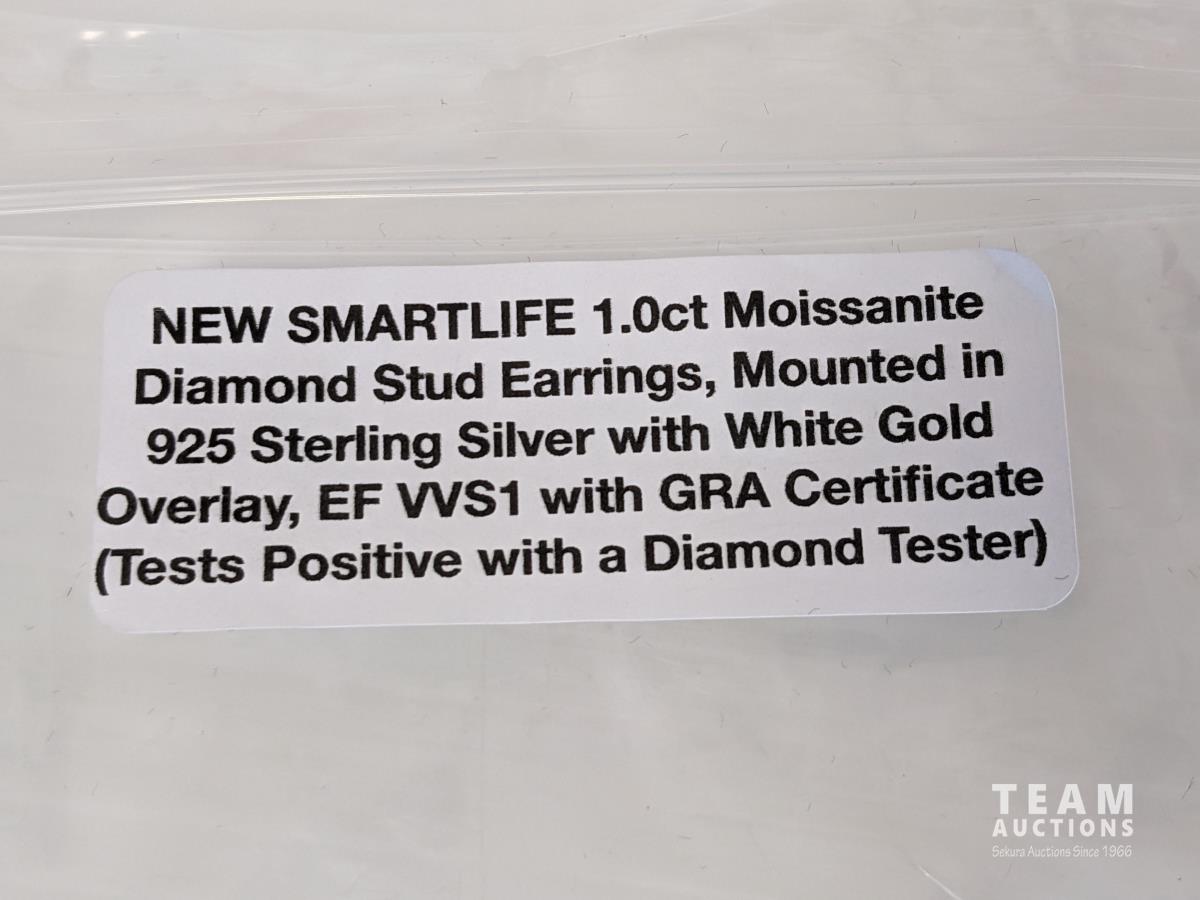 NEW SMARTLIFE 1.0ct Moissanite
Diamond Stud Earrings, Mounted in
925 Sterling Silver with White Gold
Overlay, EF VVS1 with GRA Certificate
(Tests Positive with a Diamond Tester)
TEAM
AUCTIONS
Sekura Auctions Since 1966